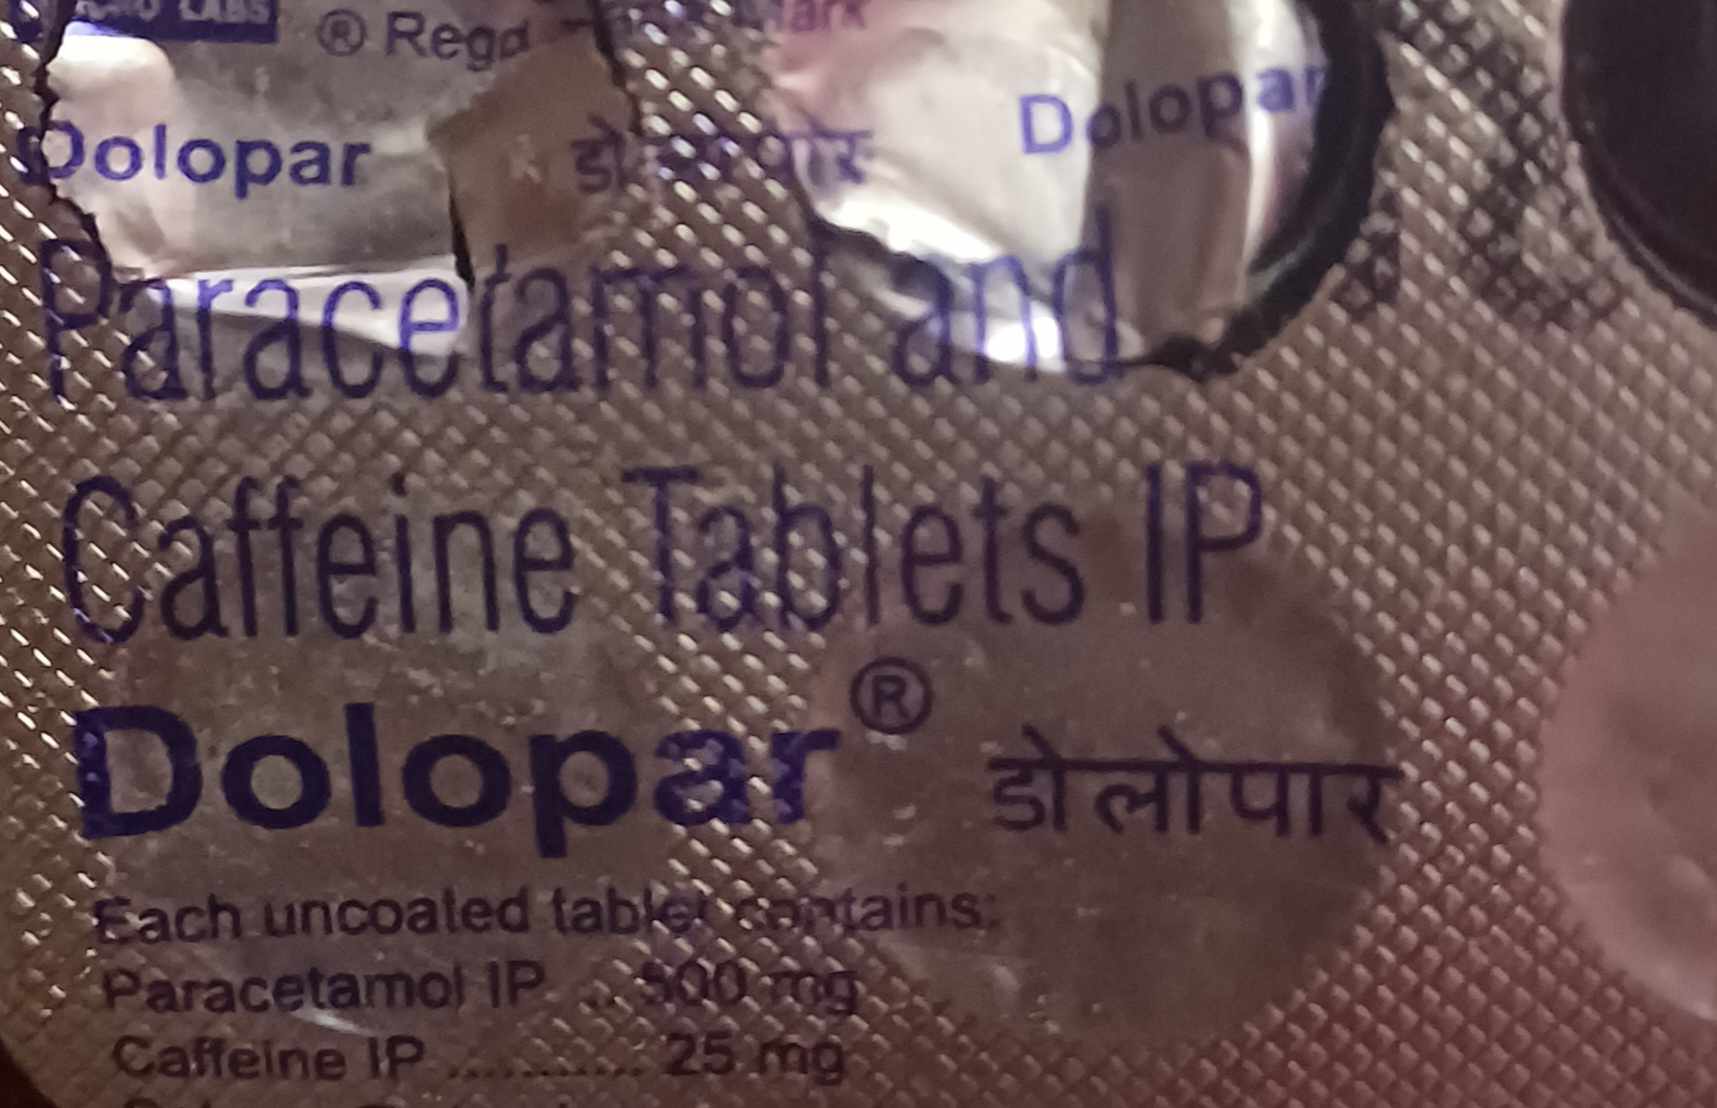 LABS
® Regd
Dolopar Dolopar
Paracetamol and
Caffeine Tablets IP
Dolopar® डोलोपार
Each uncoated tablet contains:
Paracetamol IP .. 500 mg
Caffeine IP ........... 25 mg